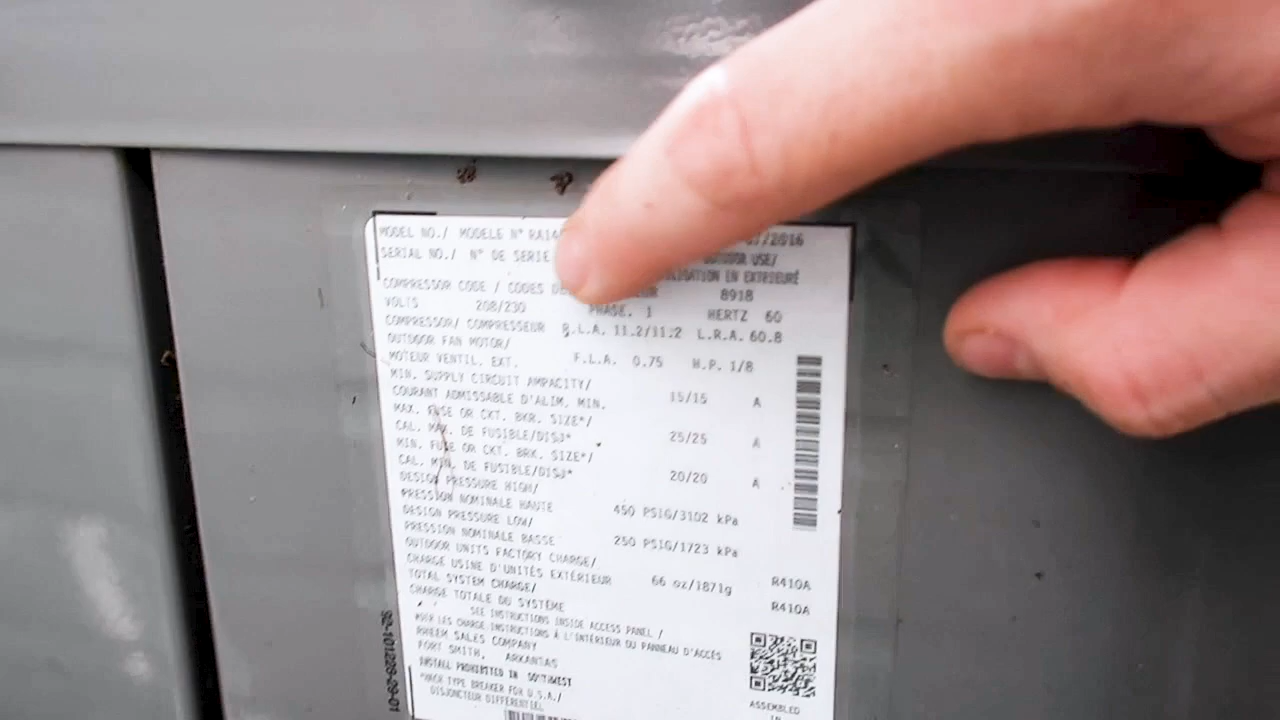 MODEL NO./ MODELE N° RA14 /2016
SERIAL NO./ N° DE SERIE OUTDOOR USE/
EN EXTERIEURE
COMPRESSOR CODE / CODES 8918
VOLTS 208/230 PHASE. 1 HERTZ 60
COMPRESSOR/ COMPRESSEUR R.L.A. 11.2/11.2 L.R.A. 60.8
OUTDOOR FAN MOTOR/
MOTEUR VENTIL. EXT. F.L.A. 0.75 H.P. 1/8
MIN. SUPPLY CIRCUIT AMPACITY/
COURANT ADMISSABLE D'ALIM. MIN. 15/15 A
MAX. FUSE OR CKT. BKR. SIZE*/
CAL. MAX. DE FUSIBLE/DISJ* 25/25 A
MIN. FUSE OR CKT. BRK. SIZE*/
CAL. MIN. DE FUSIBLE/DISJ* 20/20 A
DESIGN PRESSURE HIGH/
PRESSION NOMINALE HAUTE 450 PSIG/3102 kPa
DESIGN PRESSURE LOW/
PRESSION NOMINALE BASSE 250 PSIG/1723 kPa
OUTDOOR UNITS FACTORY CHARGE/
CHARGE USINE D'UNITÉS EXTÉRIEUR 66 oz/1871g R410A
TOTAL SYSTEM CHARGE/
CHARGE TOTALE DU SYSTÈME R410A
SEE INSTRUCTIONS INSIDE ACCESS PANEL /
LES CHARGE INSTRUCTIONS À L'INTÉRIEUR DU PANNEAU D'ACCÈS
RHEEM SALES COMPANY
FORT SMITH, ARKANSAS
INSTALL PROHIBITED IN SOUTHWEST
*HACR TYPE BREAKER FOR U.S.A./
DISJONCTEUR DIFFÉRENTIEL
ASSEMBLED
IN
92-101228-29-01